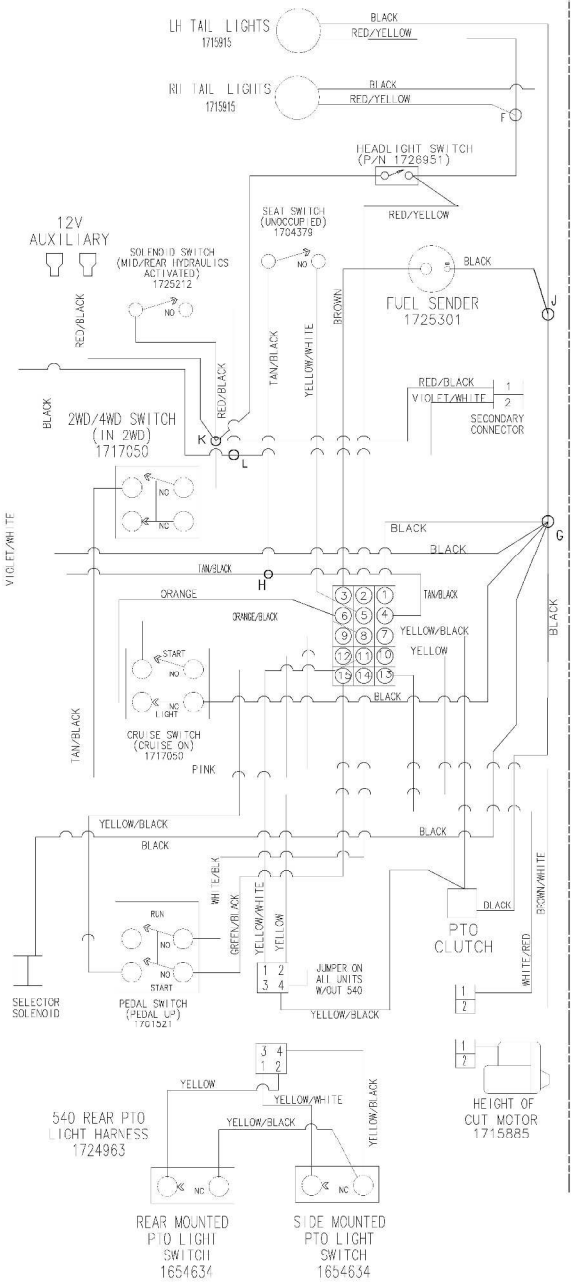 LH TAIL LIGHTS
1715915
BLACK
RED/YELLOW
RH TAIL LIGHTS
1715915
BLACK
RED/YELLOW
F
HEADLIGHT SWITCH
(P/N 1726951)
RED/YELLOW
12V
AUXILIARY
SOLENOID SWITCH
(MID/REAR HYDRAULICS
ACTIVATED)
1725212
NO
SEAT SWITCH
(UNOCCUPIED)
1704379
NO
BLACK
FUEL SENDER
1725301
J
RED/BLACK
RED/BLACK
TAN/BLACK
YELLOW/WHITE
BROWN
BLACK
2WD/4WD SWITCH
(IN 2WD)
1717050
NC
NC
K
L
RED/BLACK
VIOLET/WHITE
1
2
SECONDARY
CONNECTOR
VIOLET/WHITE
BLACK
BLACK
G
TAN/BLACK
H
ORANGE
ORANGE/BLACK
3 2 1
6 5 4
9 8 7
12 11 10
15 14 13
TAN/BLACK
YELLOW/BLACK
YELLOW
BLACK
BLACK
START
NO
NC
LIGHT
CRUISE SWITCH
(CRUISE ON)
1717050
TAN/BLACK
PINK
YELLOW/BLACK
BLACK
BLACK
WHITE/BLK
GREEN/BLACK
YELLOW/WHITE
YELLOW
PTO
CLUTCH
BLACK
WHITE/RED
BROWN/WHITE
SELECTOR
SOLENOID
RUN
NO
NO
START
PEDAL SWITCH
(PEDAL UP)
1701521
1 2
3 4
JUMPER ON
ALL UNITS
W/OUT 540
YELLOW/BLACK
1
2
1
2
HEIGHT OF
CUT MOTOR
1715885
3 4
1 2
YELLOW
YELLOW/WHITE
YELLOW/BLACK
YELLOW/BLACK
540 REAR PTO
LIGHT HARNESS
1724963
NC
NC
REAR MOUNTED
PTO LIGHT
SWITCH
1654634
SIDE MOUNTED
PTO LIGHT
SWITCH
1654634